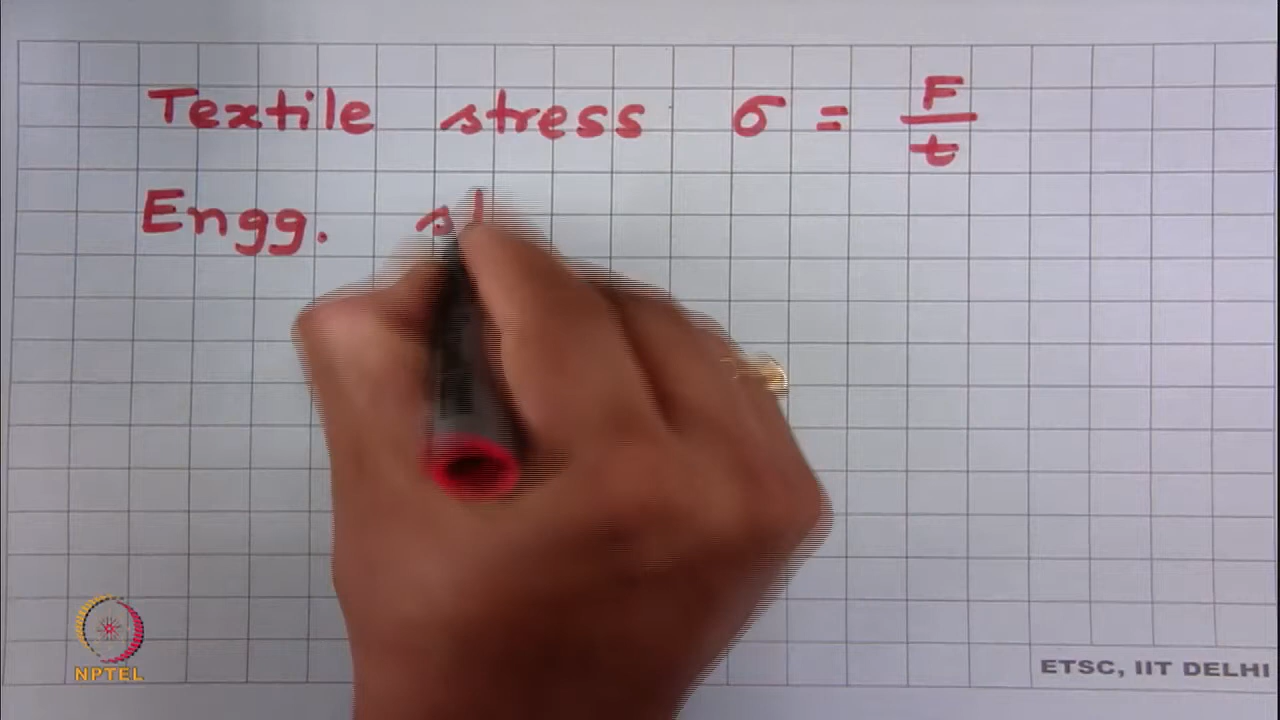 Textile stress σ = F/t
Engg.
NPTEL
ETSC, IIT DELHI